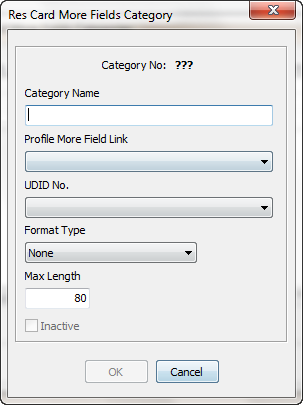 Res Card More Fields Category
Category No: ???
Category Name
Profile More Field Link
UDID No.
Format Type
None
Max Length
80
Inactive
OK Cancel